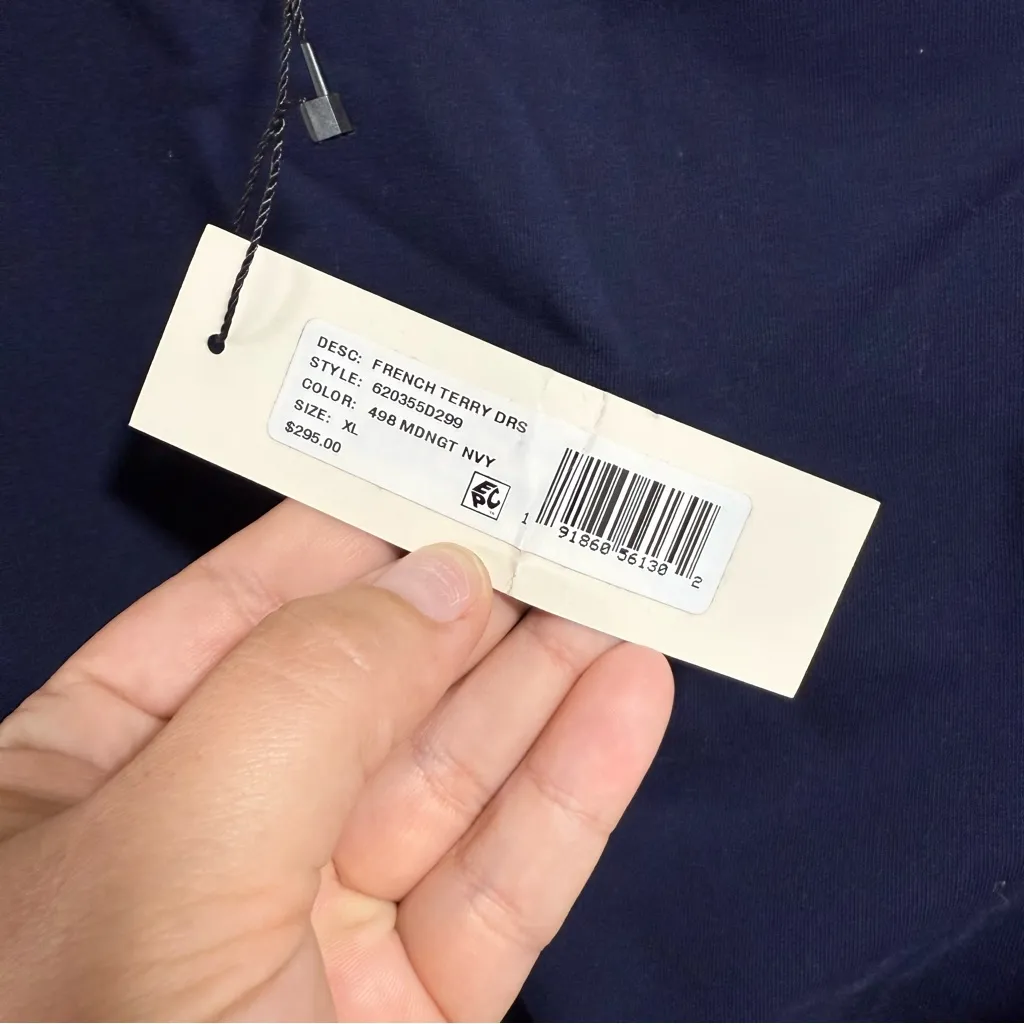 DESC: FRENCH TERRY DRS
STYLE: 620355D299
COLOR: 498 MDNGT NVY
SIZE: XL
$295.00
EPC
1 91860 56130 2